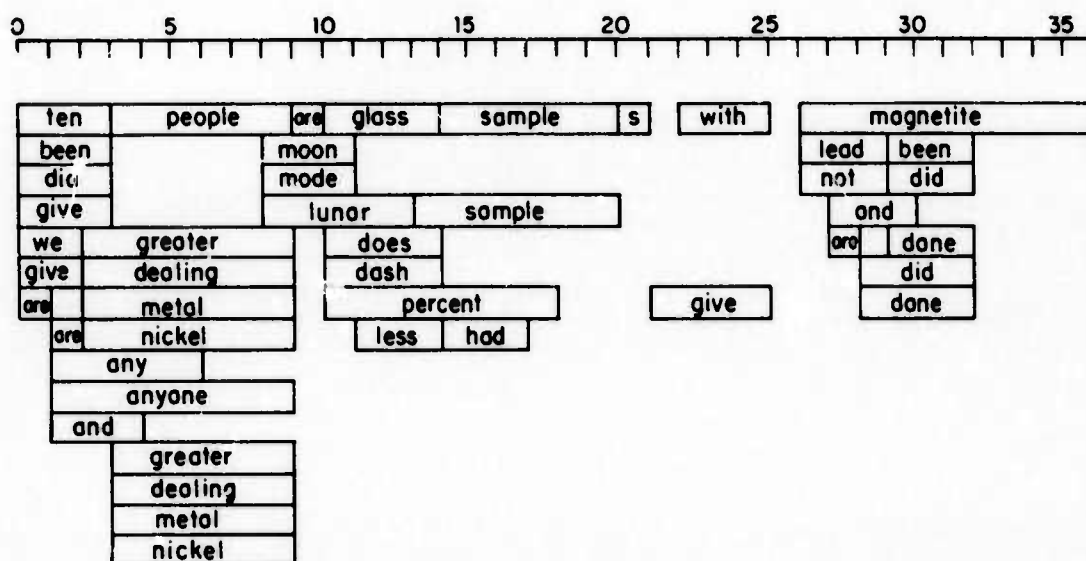 0 5 10 15 20 25 30 35
ten people are glass sample s with magnetite
been moon lead been
did mode not did
give lunar sample and
we greater does are dane
give dealing dash did
are metal percent give dane
are nickel less had
any
anyone
and
greater
dealing
metal
nickel